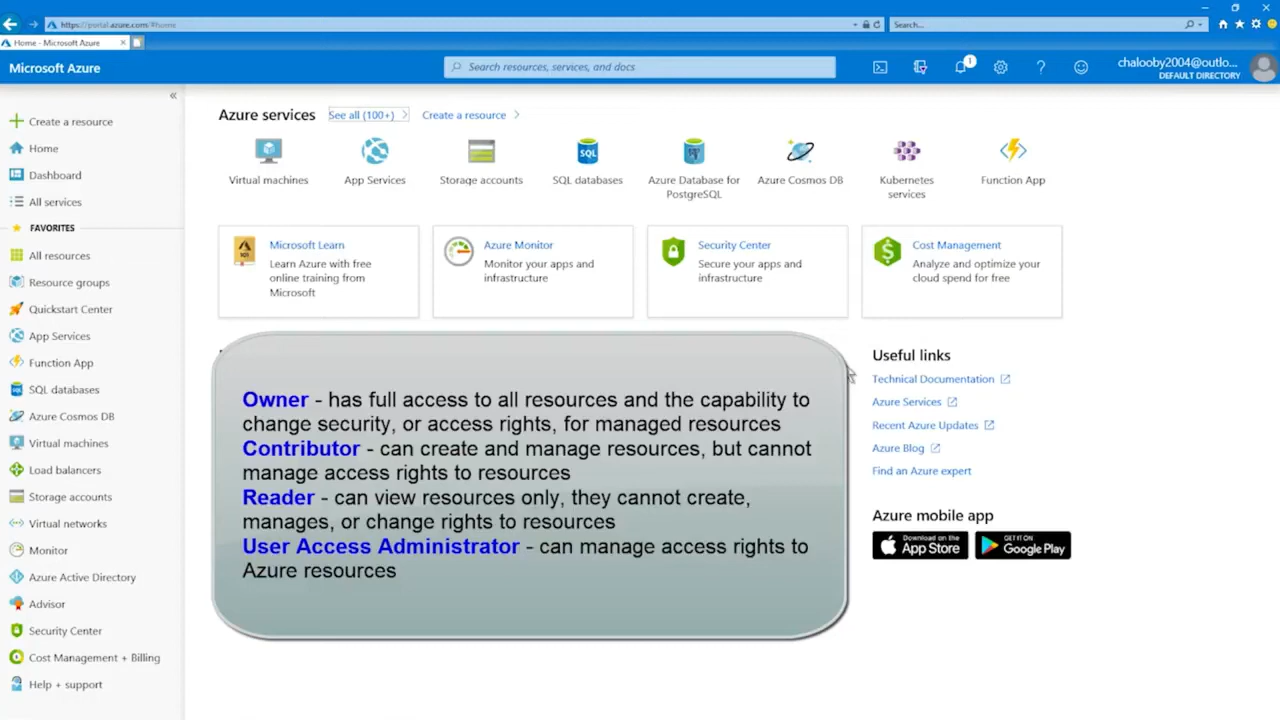 https://portal.azure.com/#home
Search...
Home - Microsoft Azure
Microsoft Azure
Search resources, services, and docs
1
chalooby2004@outlo...
DEFAULT DIRECTORY
Create a resource
Home
Dashboard
All services
FAVORITES
All resources
Resource groups
Quickstart Center
App Services
Function App
SQL databases
Azure Cosmos DB
Virtual machines
Load balancers
Storage accounts
Virtual networks
Monitor
Azure Active Directory
Advisor
Security Center
Cost Management + Billing
Help + support
Azure services
See all (100+)
Create a resource
Virtual machines
App Services
Storage accounts
SQL
SQL databases
Azure Database for
PostgreSQL
Azure Cosmos DB
Kubernetes
services
Function App
Microsoft Learn
Learn Azure with free
online training from
Microsoft
Azure Monitor
Monitor your apps and
infrastructure
Security Center
Secure your apps and
infrastructure
Cost Management
Analyze and optimize your
cloud spend for free
Owner - has full access to all resources and the capability to
change security, or access rights, for managed resources
Contributor - can create and manage resources, but cannot
manage access rights to resources
Reader - can view resources only, they cannot create,
manages, or change rights to resources
User Access Administrator - can manage access rights to
Azure resources
Useful links
Technical Documentation
Azure Services
Recent Azure Updates
Azure Blog
Find an Azure expert
Azure mobile app
Download on the
App Store
GET IT ON
Google Play